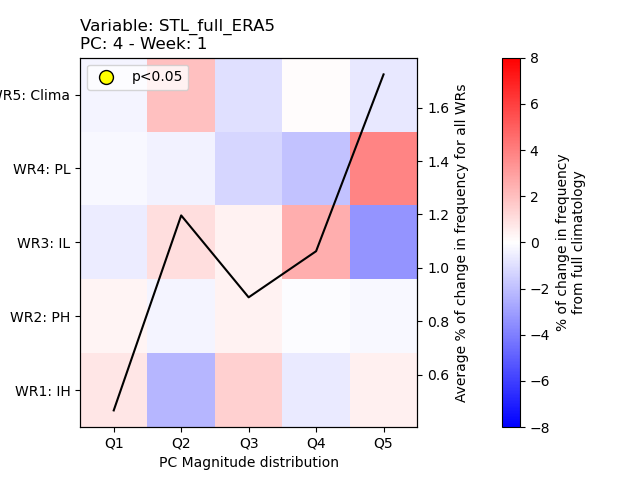 Variable: STL_full_ERA5
PC: 4 - Week: 1
p<0.05
WR5: Clima
WR4: PL
WR3: IL
WR2: PH
WR1: IH
Q1 Q2 Q3 Q4 Q5
PC Magnitude distribution
1.6
1.4
1.2
1.0
0.8
0.6
Average % of change in frequency for all WRs
8
6
4
2
0
−2
−4
−6
−8
% of change in frequency
from full climatology